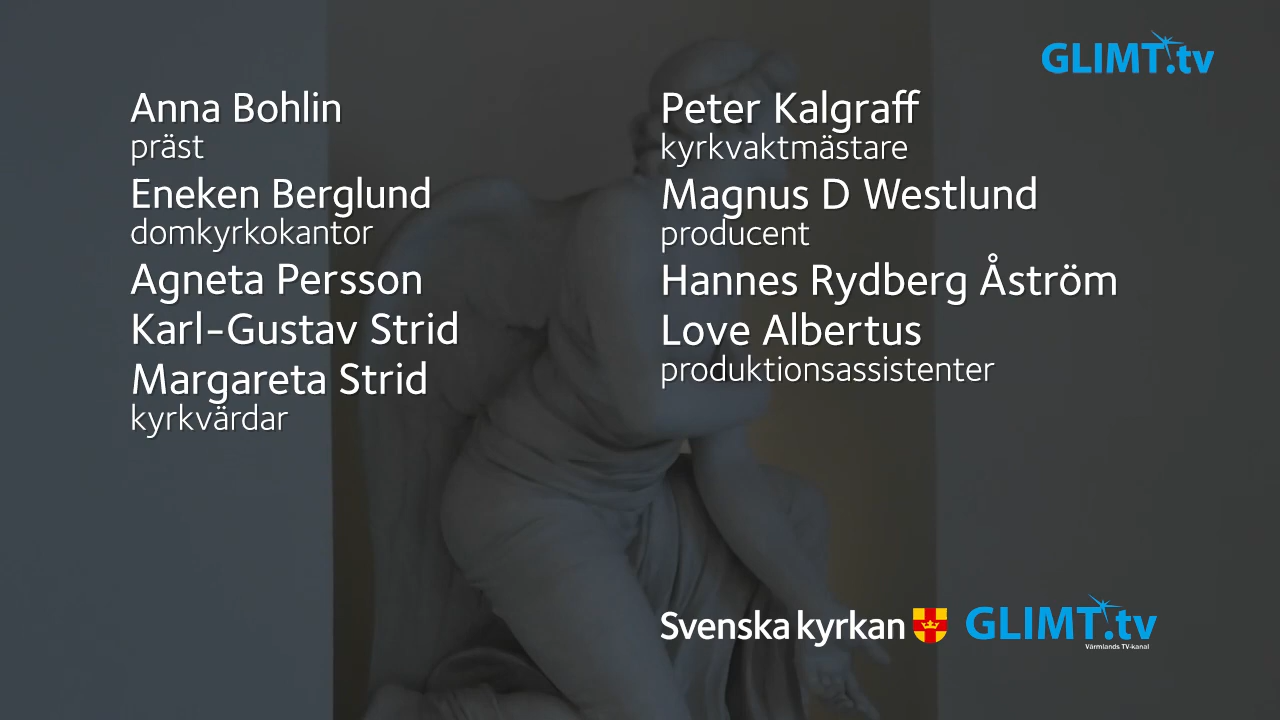 GLIMT.tv
Anna Bohlin
präst
Eneken Berglund
domkyrkokantor
Agneta Persson
Karl-Gustav Strid
Margareta Strid
kyrkvärdar
Peter Kalgraff
kyrkvaktmästare
Magnus D Westlund
producent
Hannes Rydberg Åström
Love Albertus
produktionsassistenter
Svenska kyrkan
GLIMT.tv
Värmlands TV-kanal